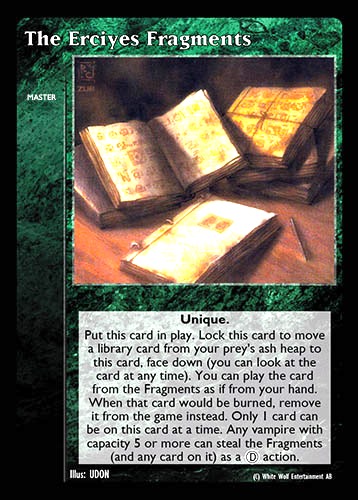 The Erciyes Fragments
MASTER
ZUB
Unique.
Put this card in play. Lock this card to move
a library card from your prey's ash heap to
this card, face down (you can look at the
card at any time). You can play the card
from the Fragments as if from your hand.
When that card would be burned, remove
it from the game instead. Only 1 card can
be on this card at a time. Any vampire with
capacity 5 or more can steal the Fragments
(and any card on it) as a Ⓓ action.
Illus: UDON
(C) White Wolf Entertainment AB